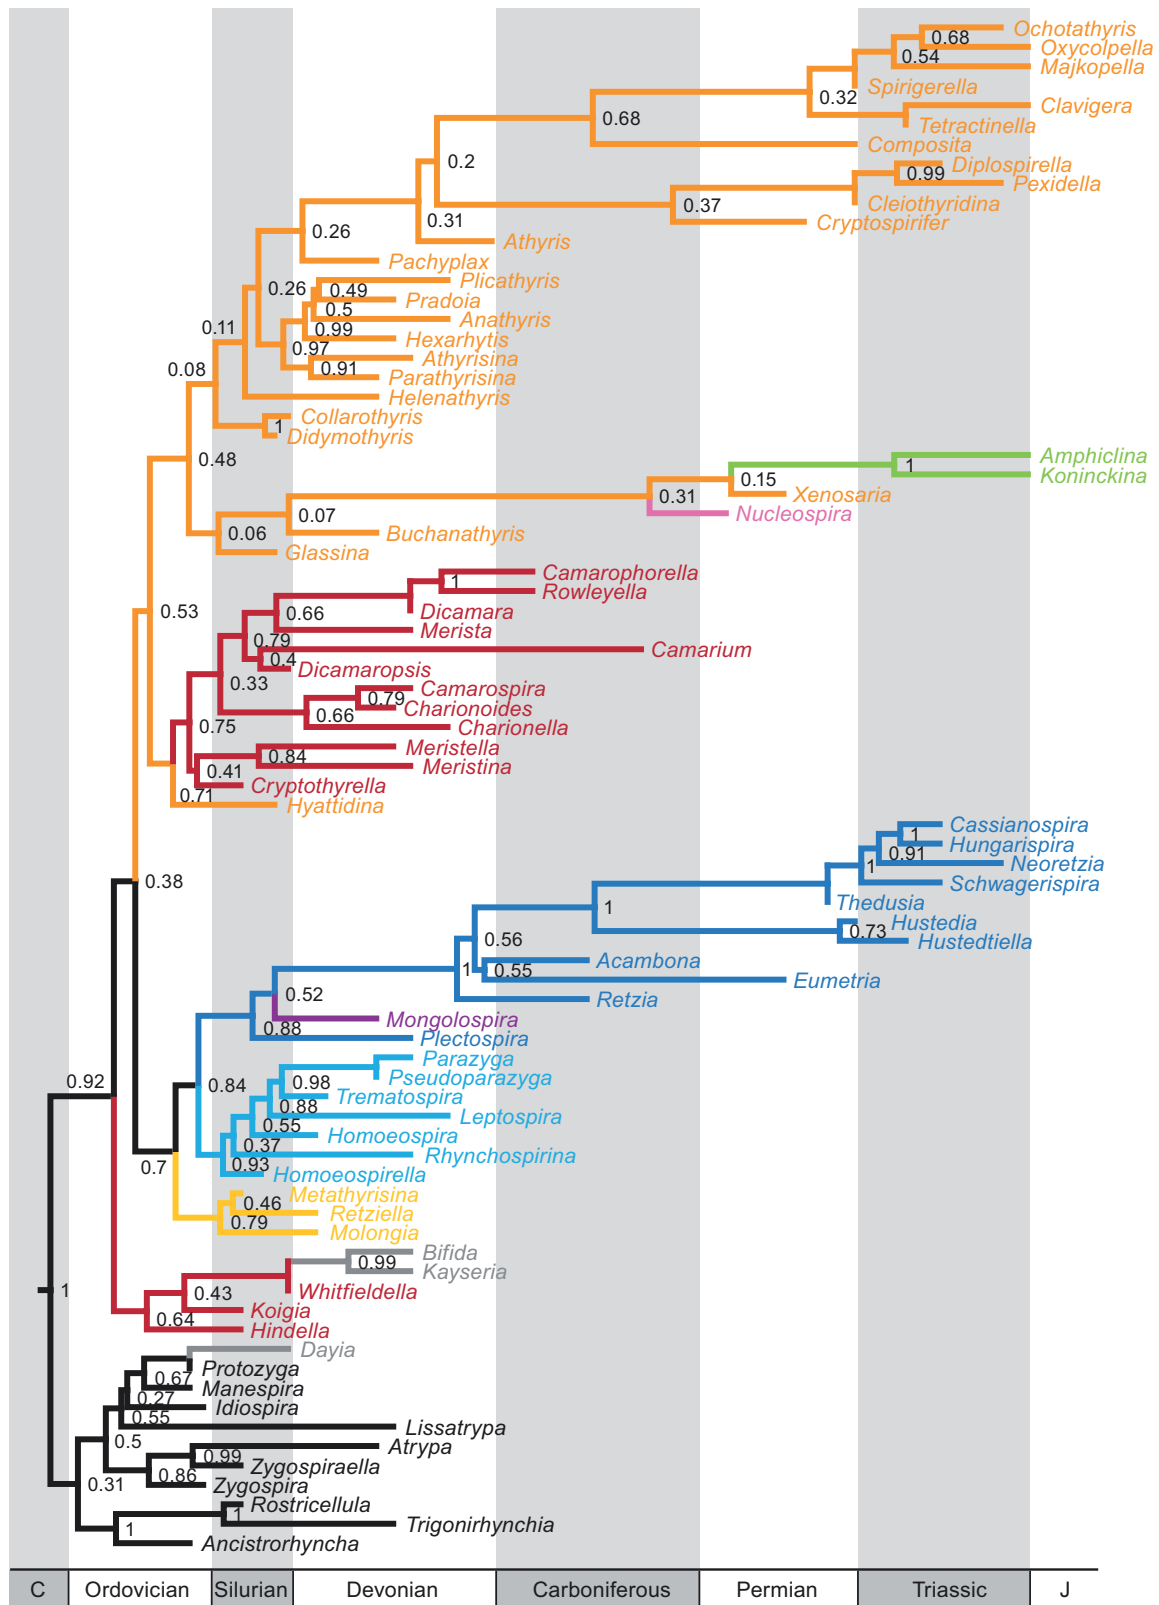 Ochotathyris
0.68
Oxycolpella
0.54
Majkopella
Spirigerella
0.32
Clavigera
0.68
Tetractinella
Composita
0.2
Diplospirella
0.99
Pexidella
Cleiothyridina
0.37
0.31
Cryptospirifer
0.26
Athyris
Pachyplax
Plicathyris
0.26
0.49
Pradoia
0.5
Anathyris
0.11
0.99
Hexarhytis
0.97
Athyrisina
0.08
0.91
Parathyrisina
Helenathyris
Collarothyris
1
Didymothyris
Amphiclina
0.48
1
Koninckina
0.15
0.31
Xenosaria
0.07
Nucleospira
0.06
Buchanathyris
Glassina
Camarophorella
1
Rowleyella
0.53
0.66
Dicamara
Merista
0.79
Camarium
0.4
Dicamaropsis
0.33
Camarospira
0.79
Charionoides
0.66
0.75
Charionella
Meristella
0.84
Meristina
0.41
Cryptothyrella
0.71
Hyattidina
Cassianospira
1
Hungarispira
0.91
Neoretzia
1
0.38
Schwagerispira
Thedusia
1
Hustedia
0.73
Hustedtiella
0.56
Acambona
1
0.55
Eumetria
0.52
Retzia
Mongolospira
0.88
Plectospira
Parazyga
0.92
0.84
0.98
Pseudoparazyga
Trematospira
0.88
Leptospira
0.55
Homoeospira
0.37
Rhynchospirina
0.7
0.93
Homoeospirella
Metathyrisina
0.46
Retziella
0.79
Molongia
Bifida
0.99
Kayseria
1
0.43
Whitfieldella
Koigia
0.64
Hindella
Dayia
Protozyga
0.67
Manespira
0.27
Idiospira
0.55
Lissatrypa
0.5
Atrypa
0.99
Zygospiraella
0.86
0.31
Zygospira
Rostricellula
1
1
Trigonirhynchia
Ancistrorhyncha
C Ordovician Silurian Devonian Carboniferous Permian Triassic J